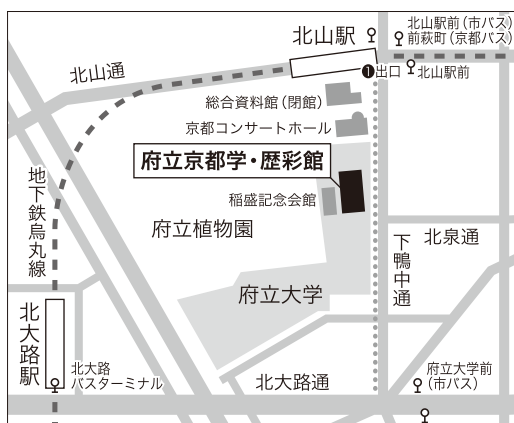 北山駅
北山駅前（市バス）
前萩町（京都バス）
❶出口
北山駅前
北山通
総合資料館（閉館）
京都コンサートホール
府立京都学・歴彩館
稲盛記念会館
府立植物園
地下鉄烏丸線
下鴨中通
北泉通
府立大学
北大路駅
北大路
バスターミナル
北大路通
府立大学前
（市バス）